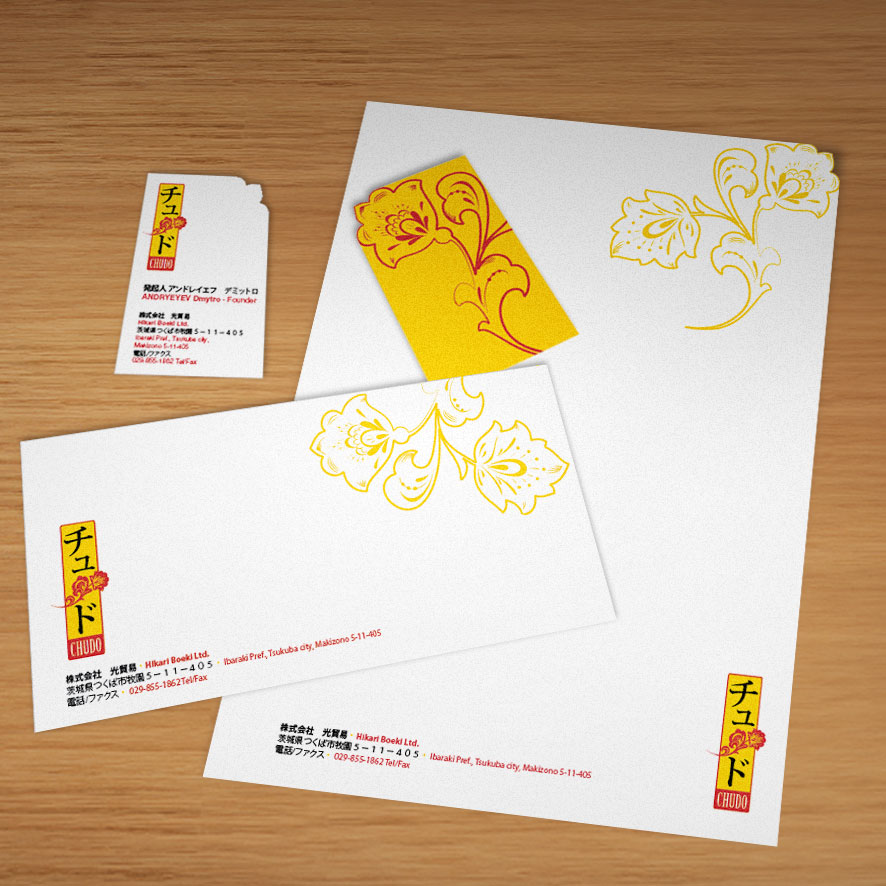 チュド
CHUDO
発起人 アンドレイエフ　デミットロ
ANDRYEYEV Dmytro - Founder
株式会社　光貿易
Hikari Boeki Ltd.
茨城県つくば市牧園５－１１－４０５
Ibaraki Pref., Tsukuba city,
Makizono 5-11-405
電話/ファクス
029-855-1862 Tel/Fax
チュド
CHUDO
株式会社　光貿易 · Hikari Boeki Ltd.
茨城県つくば市牧園５－１１－４０５ · Ibaraki Pref., Tsukuba city, Makizono 5-11-405
電話/ファクス · 029-855-1862 Tel/Fax
チュド
CHUDO
株式会社　光貿易 · Hikari Boeki Ltd.
茨城県つくば市牧園５－１１－４０５ · Ibaraki Pref., Tsukuba city, Makizono 5-11-405
電話/ファクス · 029-855-1862 Tel/Fax